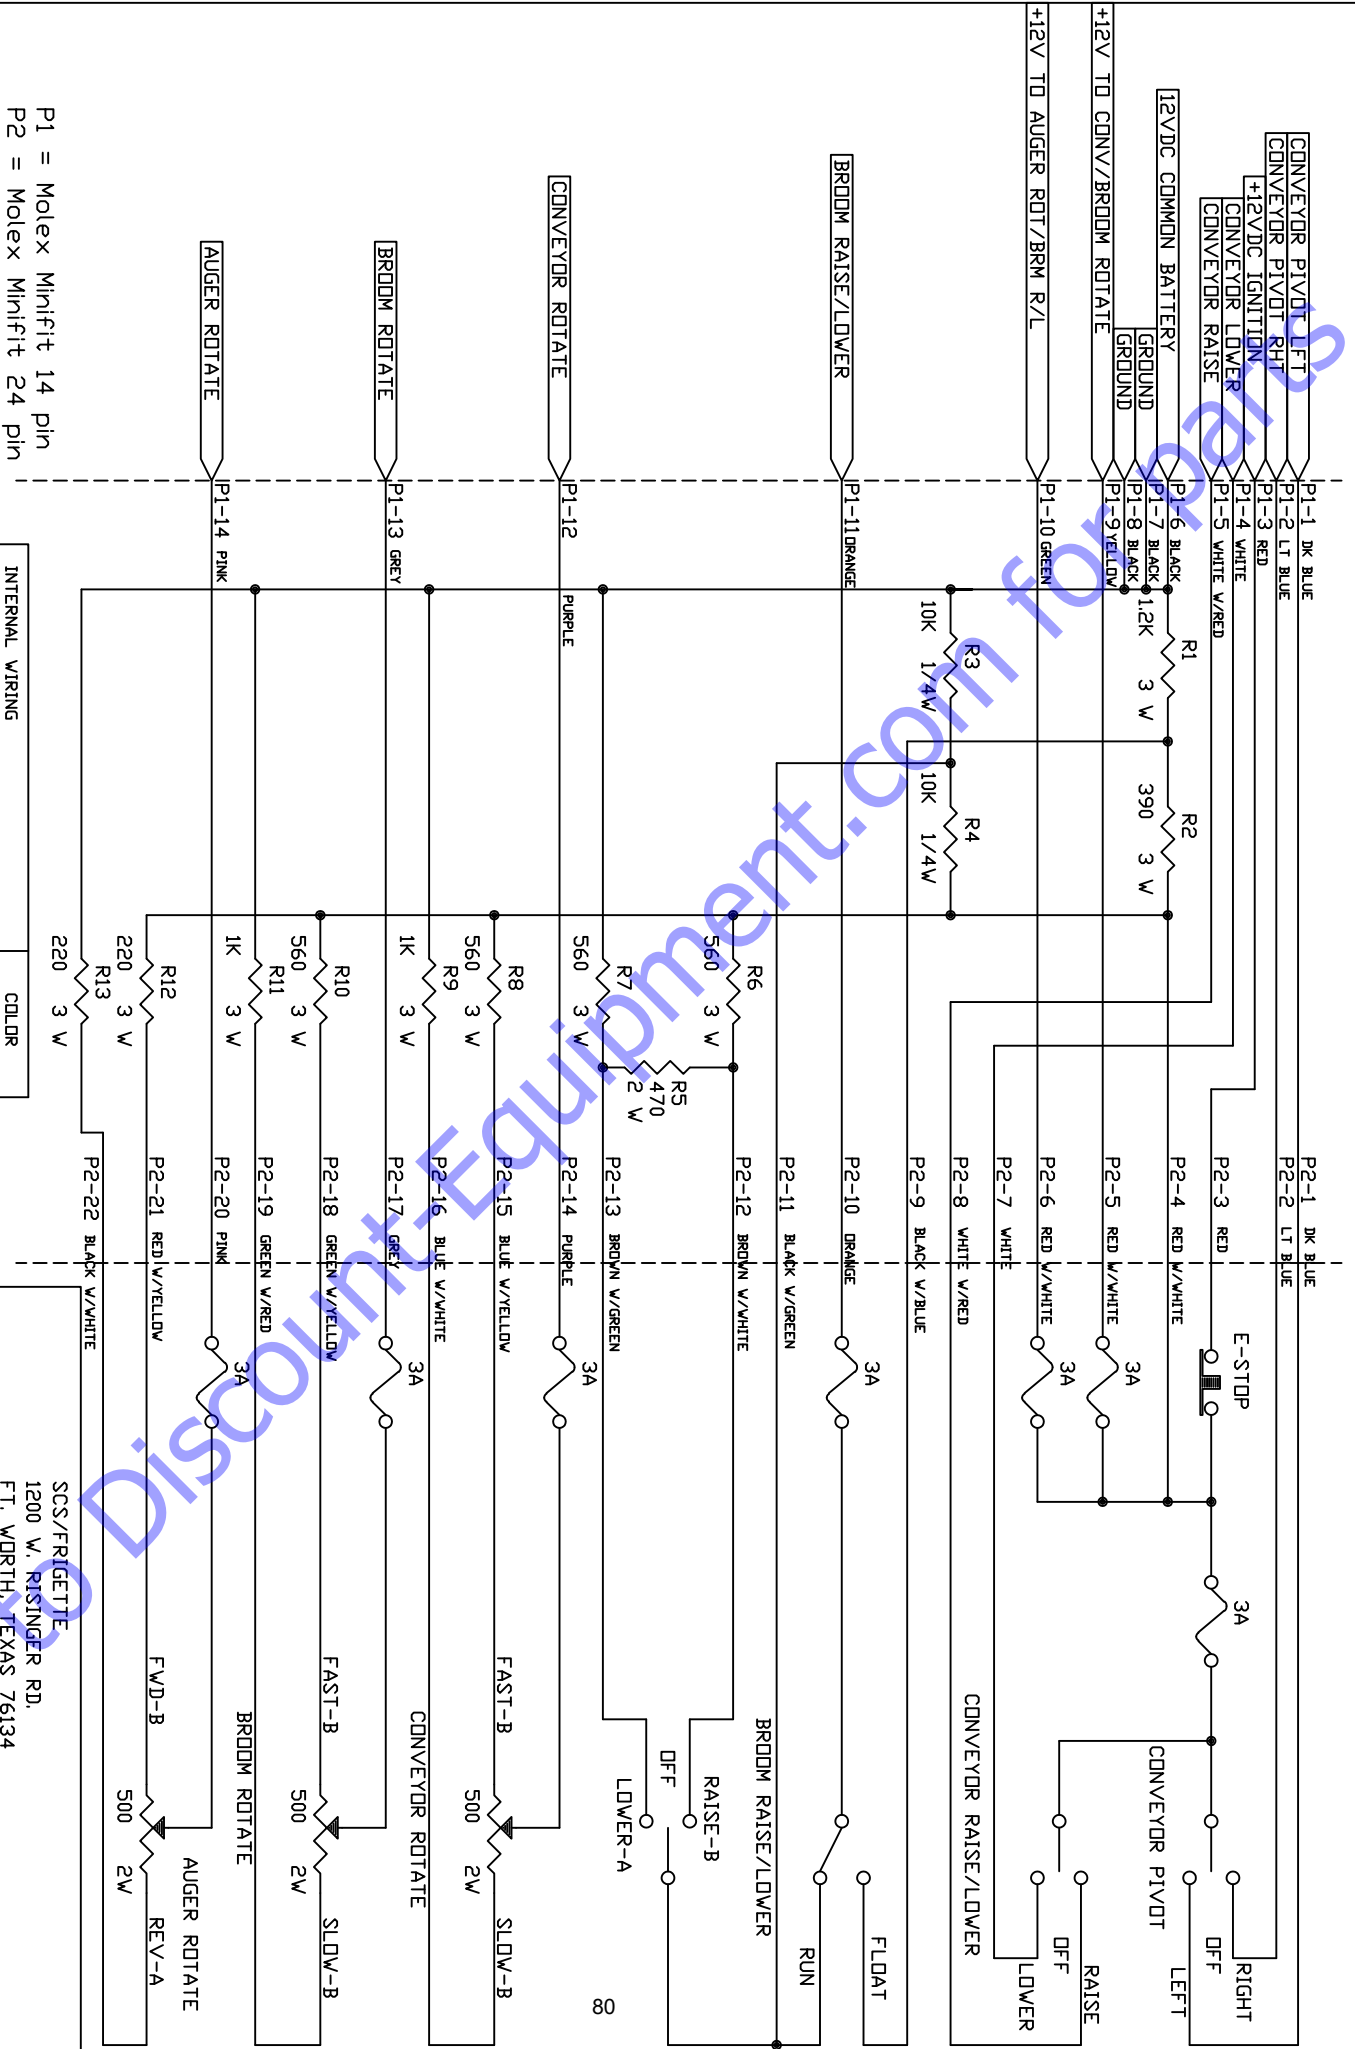 CONVEYOR PIVOT LFT
CONVEYOR PIVOT RHT
+12VDC IGNITION
CONVEYOR LOWER
CONVEYOR RAISE
12VDC COMMON BATTERY
GROUND
GROUND
+12V TO CONV/BROOM ROTATE
+12V TO AUGER ROT/BRM R/L
BROOM RAISE/LOWER
CONVEYOR ROTATE
BROOM ROTATE
AUGER ROTATE
P1 = Molex Minifit 14 pin
P2 = Molex Minifit 24 pin
P1-1 DK BLUE
P1-2 LT BLUE
P1-3 RED
P1-4 WHITE
P1-5 WHITE W/RED
P1-6 BLACK
P1-7 BLACK
P1-8 BLACK
P1-9 YELLOW
P1-10 GREEN
P1-11 ORANGE
P1-12 PURPLE
P1-13 GREY
P1-14 PINK
R1
1.2K 3 W
R2
390 3 W
R3
10K 1/4W
R4
10K 1/4W
R6
560 3 W
R5
470
2 W
R7
560 3 W
R8
560 3 W
R9
1K 3 W
R10
560 3 W
R11
1K 3 W
R12
220 3 W
R13
220 3 W
INTERNAL WIRING
COLOR
P2-1 DK BLUE
P2-2 LT BLUE
P2-3 RED
P2-4 RED W/WHITE
P2-5 RED W/WHITE
P2-6 RED W/WHITE
P2-7 WHITE
P2-8 WHITE W/RED
P2-9 BLACK W/BLUE
P2-10 ORANGE
P2-11 BLACK W/GREEN
P2-12 BROWN W/WHITE
P2-13 BROWN W/GREEN
P2-14 PURPLE
P2-15 BLUE W/YELLOW
P2-16 BLUE W/WHITE
P2-17 GREY
P2-18 GREEN W/YELLOW
P2-19 GREEN W/RED
P2-20 PINK
P2-21 RED W/YELLOW
P2-22 BLACK W/WHITE
E-STOP
3A
3A
3A
3A
3A
3A
3A
RIGHT
OFF
LEFT
CONVEYOR PIVOT
RAISE
OFF
LOWER
CONVEYOR RAISE/LOWER
FLOAT
RUN
BROOM RAISE/LOWER
RAISE-B
OFF
LOWER-A
FAST-B
500 2W
SLOW-B
CONVEYOR ROTATE
FAST-B
500 2W
SLOW-B
BROOM ROTATE
FWD-B
500 2W
REV-A
AUGER ROTATE
SCS/FRIGETTE
1200 W. RISINGER RD.
FT. WORTH, TEXAS 76134
80
to Discount-Equipment.com for parts